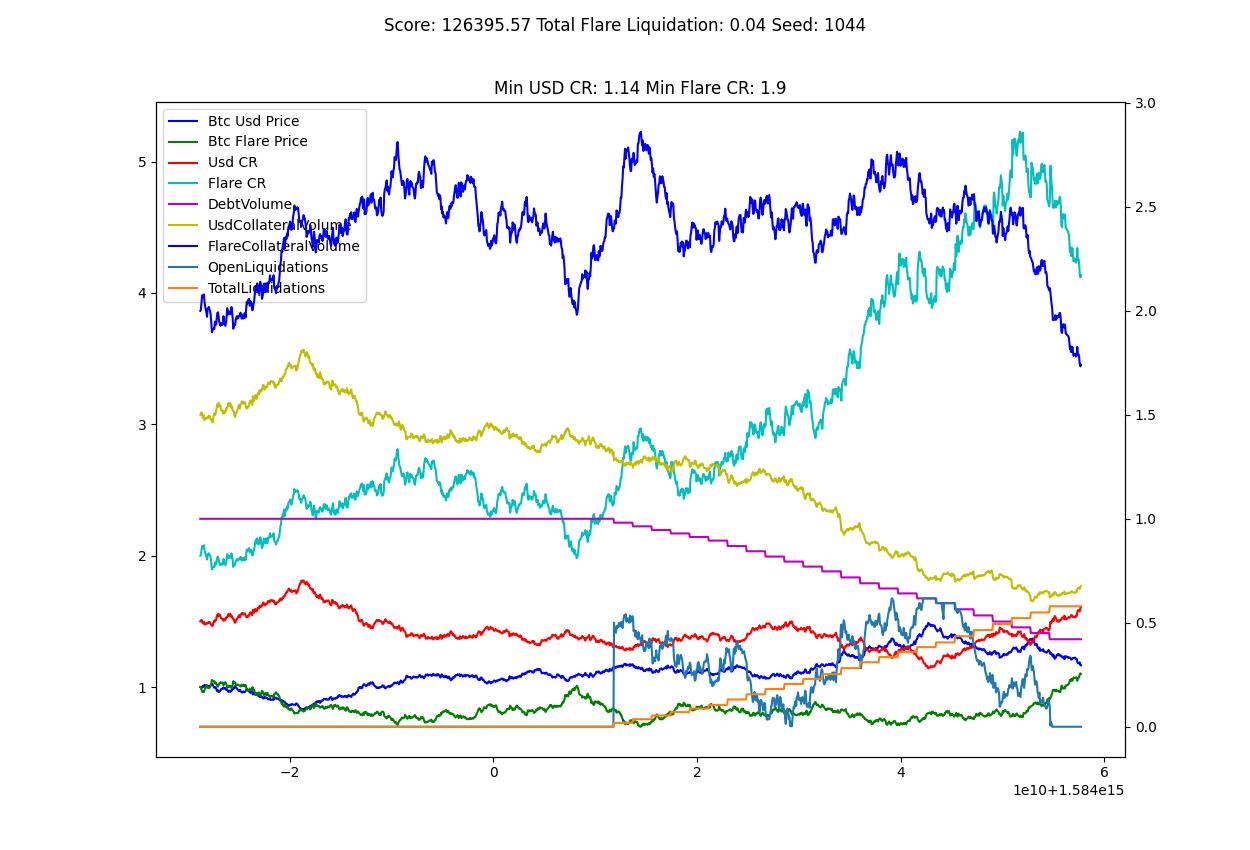 Score: 126395.57 Total Flare Liquidation: 0.04 Seed: 1044
Min USD CR: 1.14 Min Flare CR: 1.9
Btc Usd Price
Btc Flare Price
Usd CR
Flare CR
DebtVolume
UsdCollateralVolume
FlareCollateralVolume
OpenLiquidations
TotalLiquidations
5
4
3
2
1
3.0
2.5
2.0
1.5
1.0
0.5
0.0
−2
0
2
4
6
1e10+1.584e15